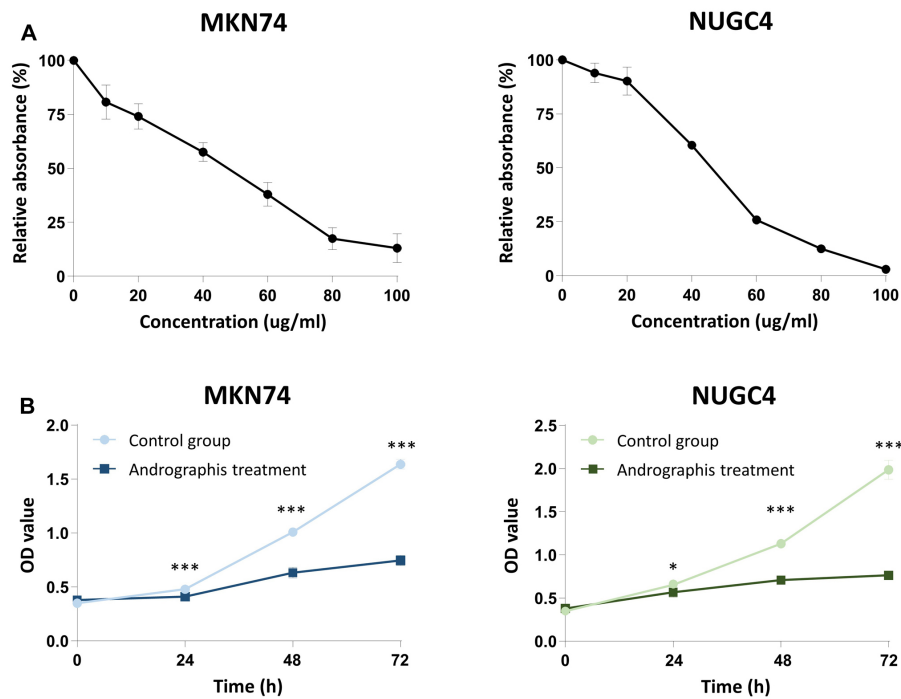 A
MKN74
Relative absorbance (%)
100
75
50
25
0
0 20 40 60 80 100
Concentration (ug/ml)
NUGC4
Relative absorbance (%)
100
75
50
25
0
0 20 40 60 80 100
Concentration (ug/ml)
B
MKN74
OD value
2.0
1.5
1.0
0.5
0.0
Control group
Andrographis treatment
***
***
***
0 24 48 72
Time (h)
NUGC4
OD value
2.5
2.0
1.5
1.0
0.5
0.0
Control group
Andrographis treatment
*
***
***
0 24 48 72
Time (h)